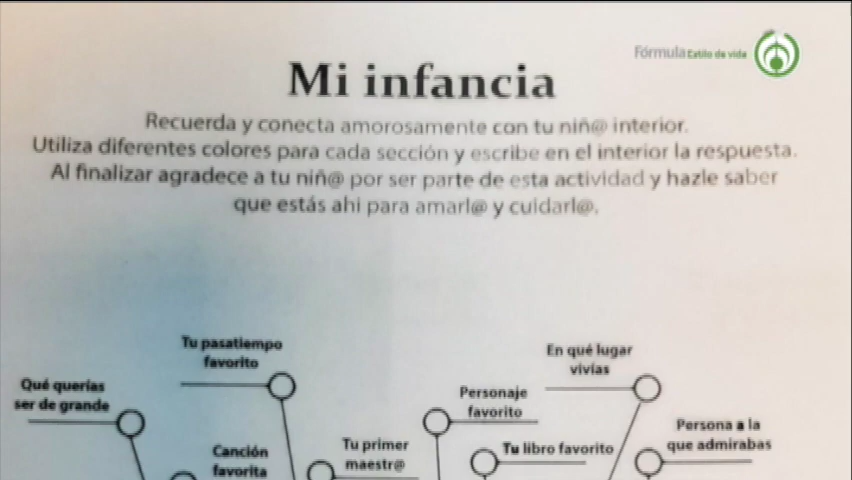 Fórmula Estilo de vida
Mi infancia
Recuerda y conecta amorosamente con tu niñ@ interior.
Utiliza diferentes colores para cada sección y escribe en el interior la respuesta.
Al finalizar agradece a tu niñ@ por ser parte de esta actividad y hazle saber
que estás ahi para amarl@ y cuidarl@.
Tu pasatiempo
favorito
En qué lugar
vivías
Qué querías
ser de grande
Personaje
favorito
Persona a la
que admirabas
Canción
favorita
Tu primer
maestr@
Tu libro favorito